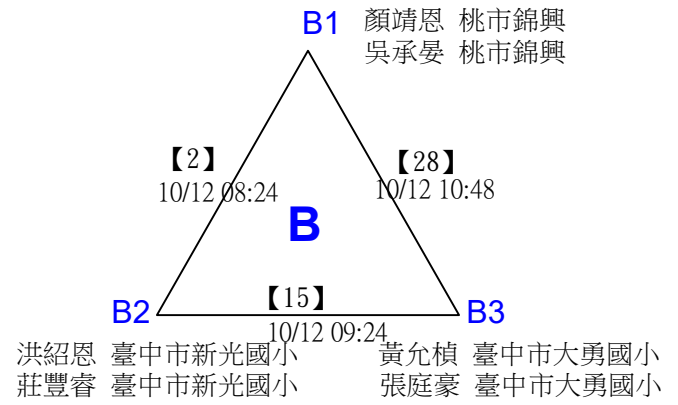 B1 顏靖恩 桃市錦興
吳承晏 桃市錦興
【2】
10/12 08:24
【28】
10/12 10:48
B
【15】
10/12 09:24
B2
B3
洪紹恩 臺中市新光國小
莊豐睿 臺中市新光國小
黃允楨 臺中市大勇國小
張庭豪 臺中市大勇國小